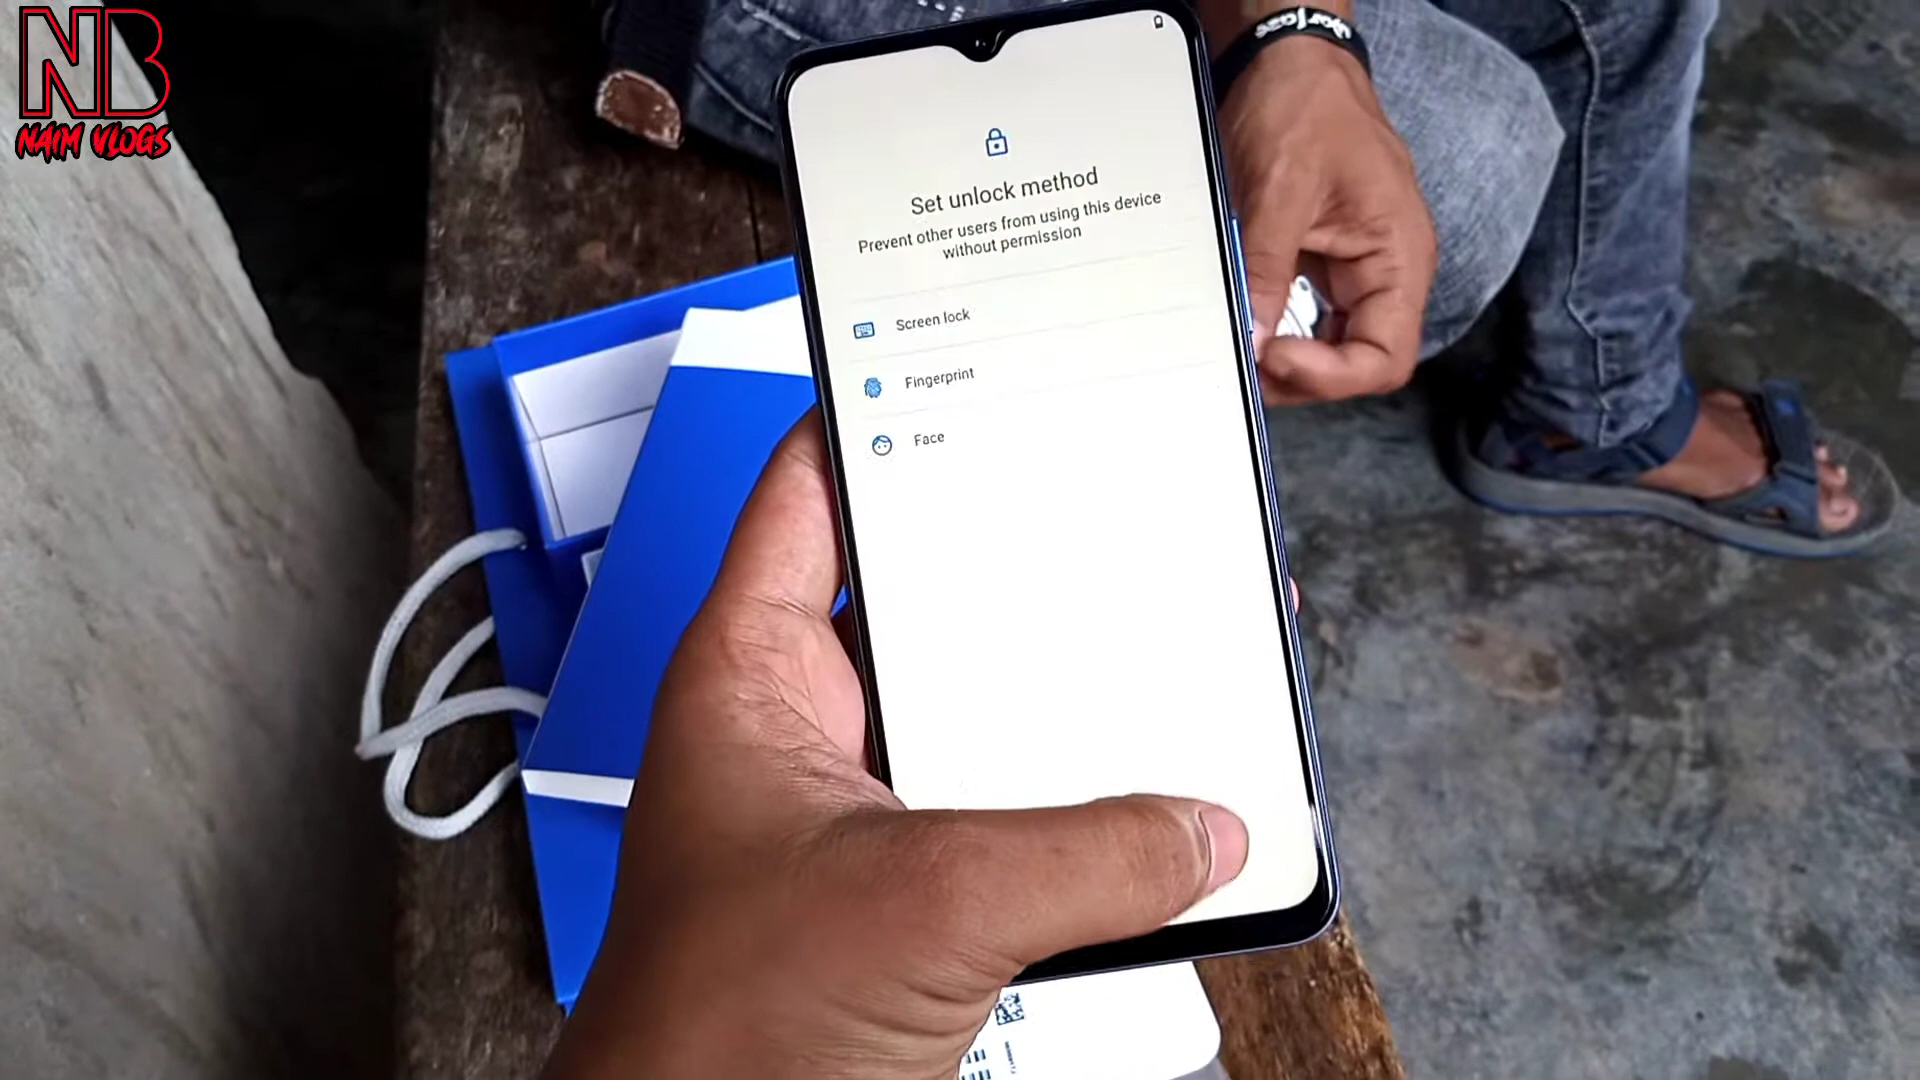 NB
NAIM VLOGS
Set unlock method
Prevent other users from using this device
without permission
Screen lock
Fingerprint
Face